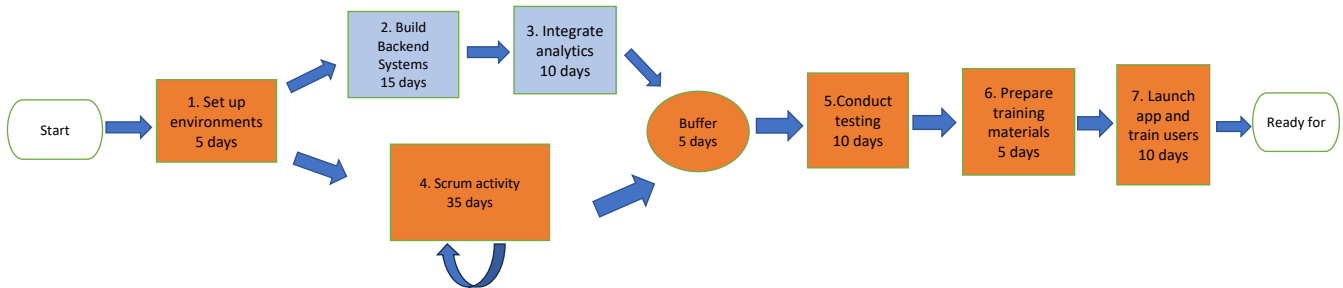 Start
1. Set up
environments
5 days
2. Build
Backend
Systems
15 days
3. Integrate
analytics
10 days
4. Scrum activity
35 days
Buffer
5 days
5.Conduct
testing
10 days
6. Prepare
training
materials
5 days
7. Launch
app and
train users
10 days
Ready for